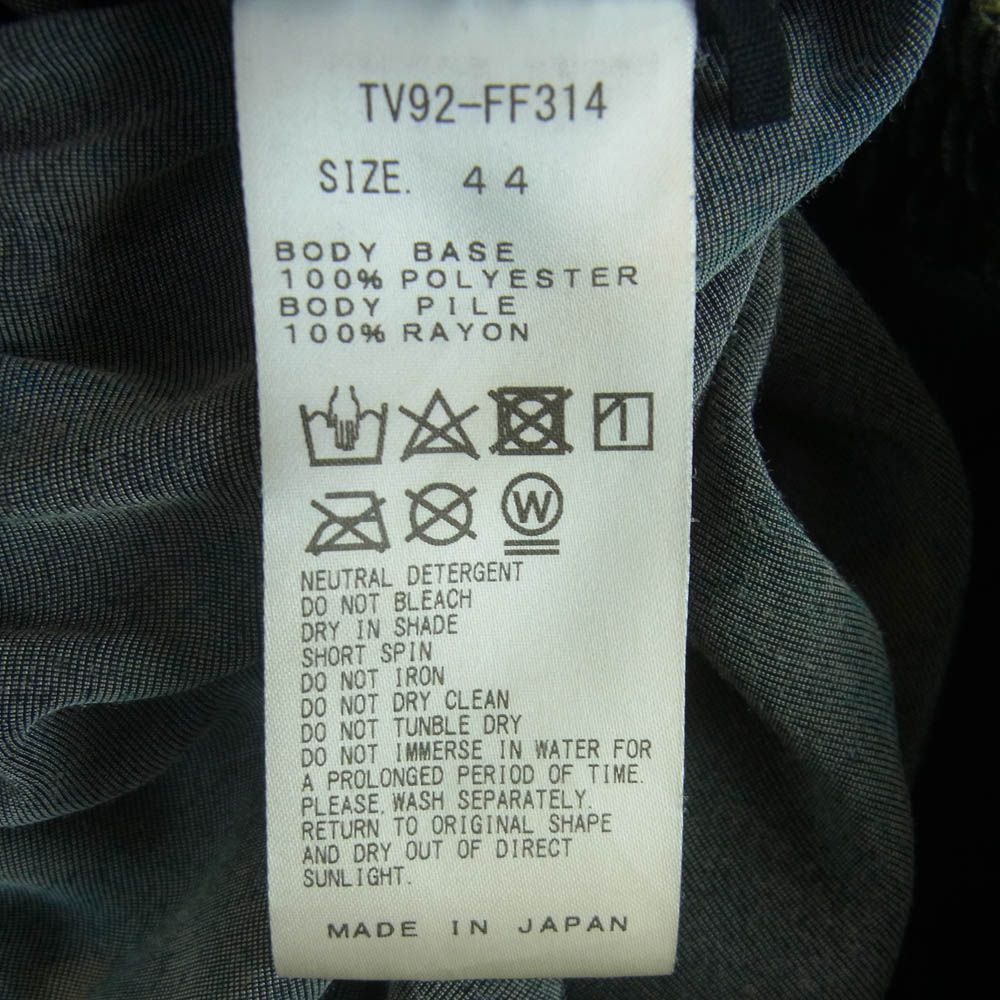 TV92-FF314
SIZE. 44
BODY BASE
100% POLYESTER
BODY PILE
100% RAYON
W
NEUTRAL DETERGENT
DO NOT BLEACH
DRY IN SHADE
SHORT SPIN
DO NOT IRON
DO NOT DRY CLEAN
DO NOT TUNBLE DRY
DO NOT IMMERSE IN WATER FOR
A PROLONGED PERIOD OF TIME.
PLEASE.WASH SEPARATELY.
RETURN TO ORIGINAL SHAPE
AND DRY OUT OF DIRECT
SUNLIGHT.
MADE IN JAPAN